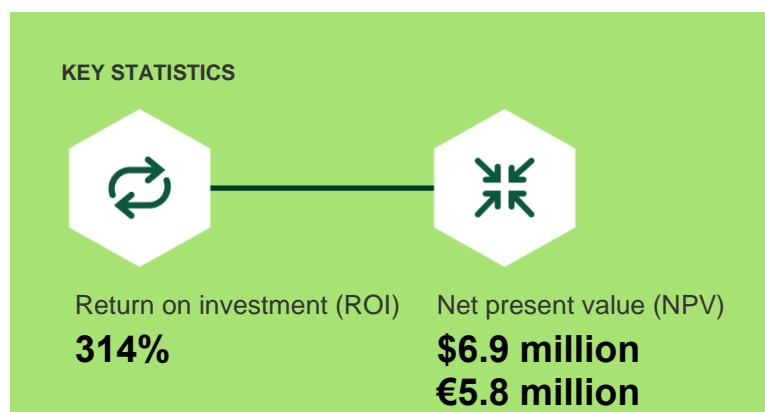 KEY STATISTICS
Return on investment (ROI)
314%
Net present value (NPV)
$6.9 million
€5.8 million